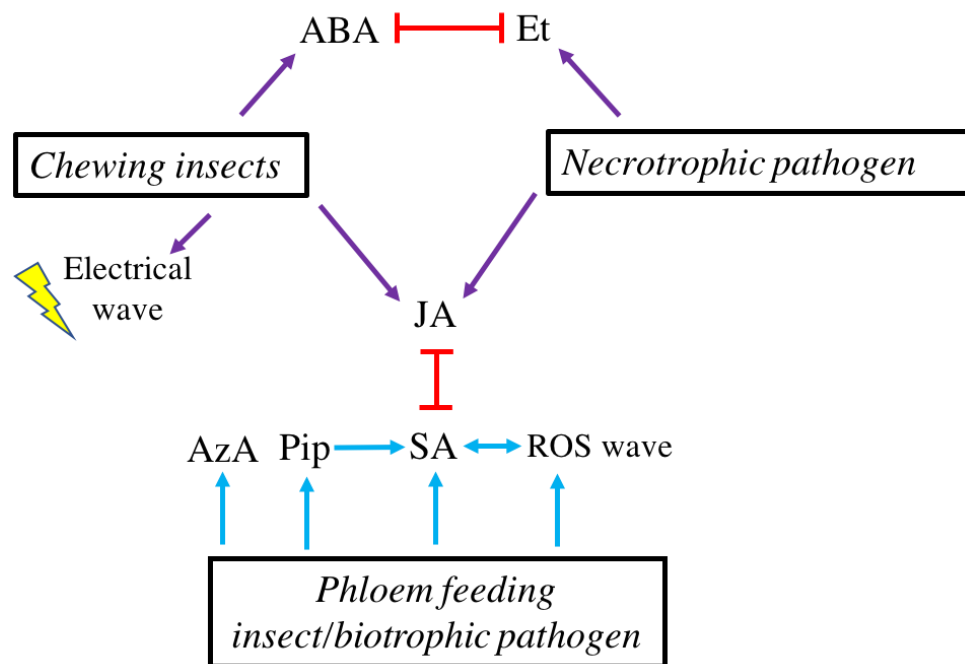 ABA
Et
Chewing insects
Necrotrophic pathogen
Electrical
wave
JA
AzA
Pip
SA
ROS wave
Phloem feeding
insect/biotrophic pathogen